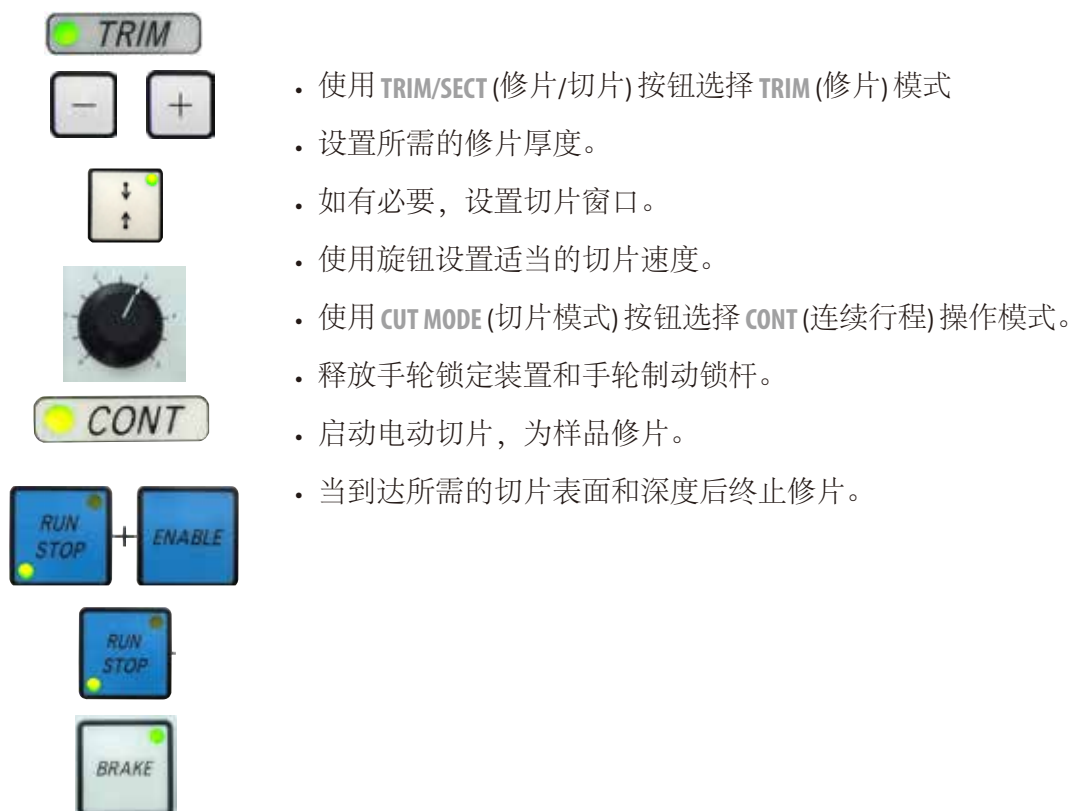 TRIM
− +
• 使用 TRIM/SECT (修片/切片) 按钮选择 TRIM (修片) 模式
• 设置所需的修片厚度。
• 如有必要，设置切片窗口。
• 使用旋钮设置适当的切片速度。
• 使用 CUT MODE (切片模式) 按钮选择 CONT (连续行程) 操作模式。
• 释放手轮锁定装置和手轮制动锁杆。
CONT
• 启动电动切片，为样品修片。
• 当到达所需的切片表面和深度后终止修片。
RUN
STOP
+
ENABLE
RUN
STOP
BRAKE